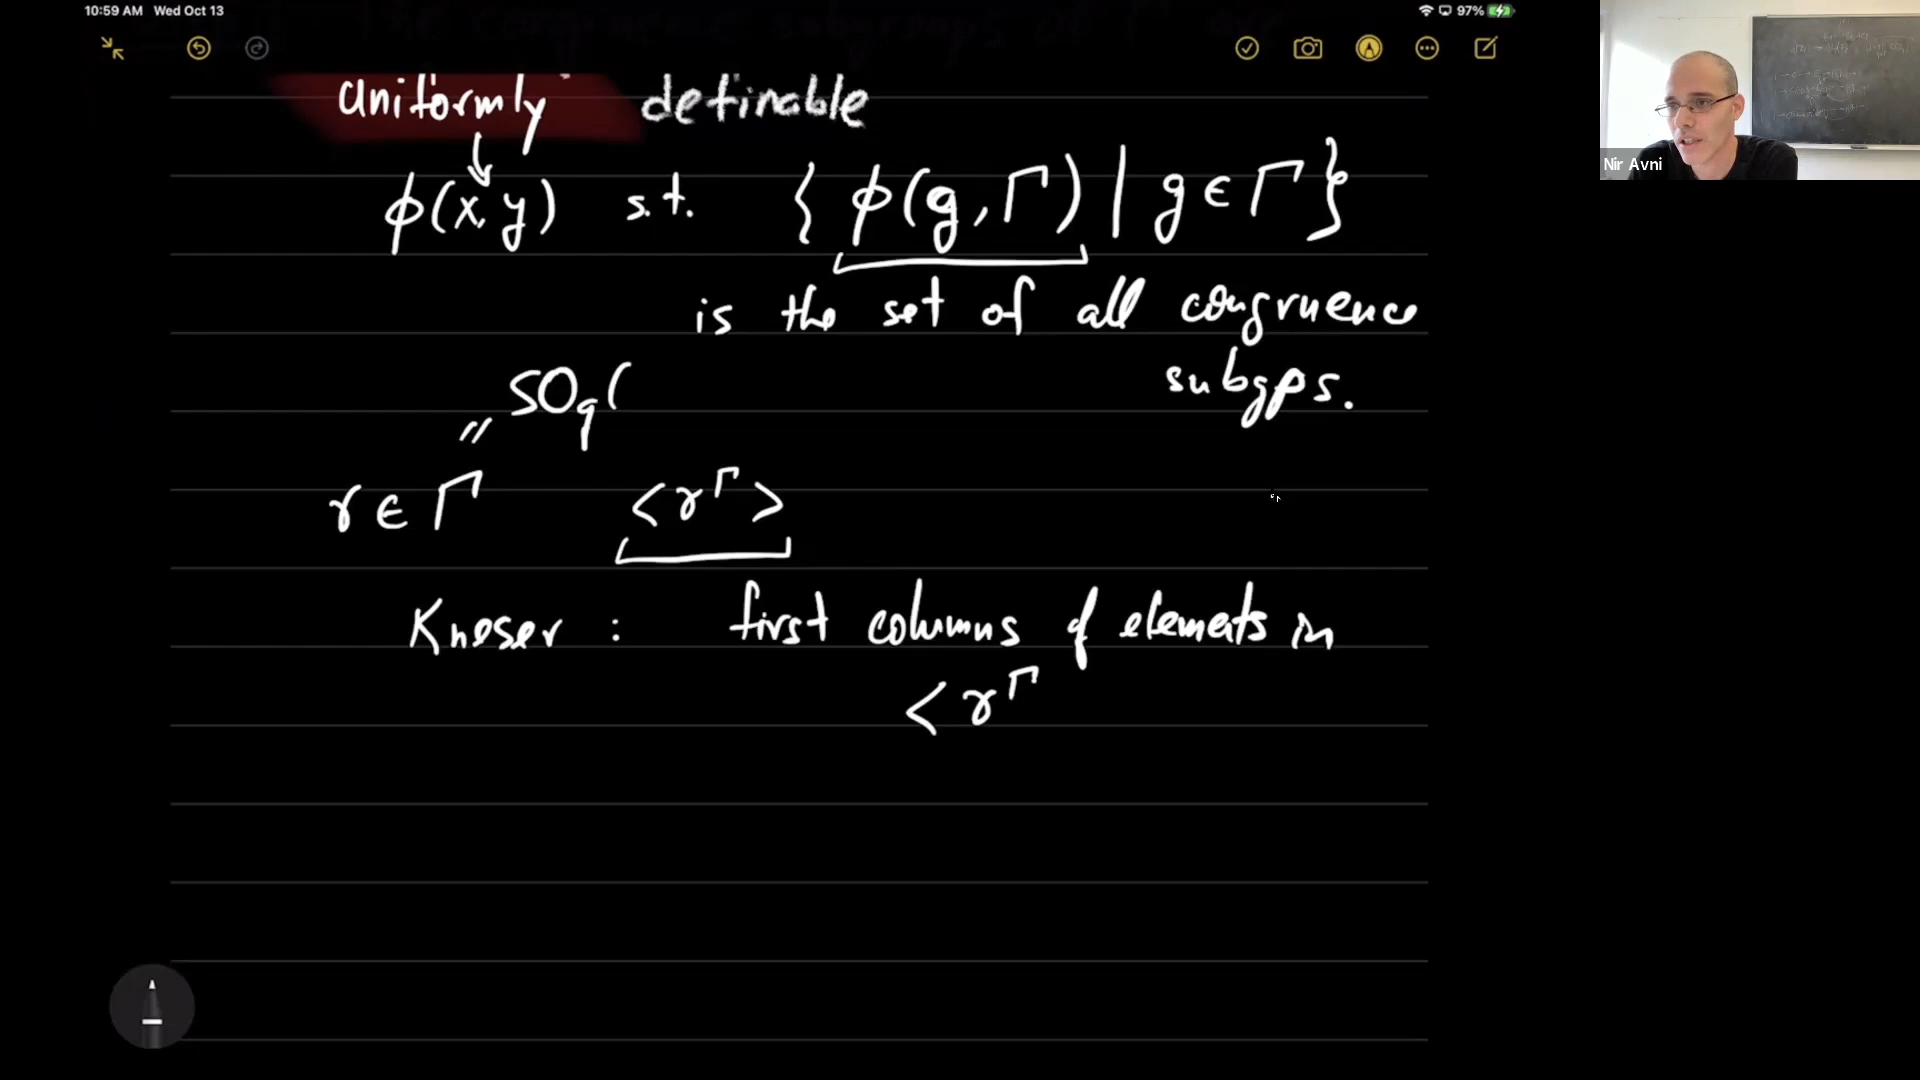 10:59 AM Wed Oct 13
97%
Nir Avni
uniformly definable
ϕ(x,y) s.t. { ϕ(g,Γ) | g ∈ Γ }
is the set of all congruence
subgps.
SO_q(
〃
γ ∈ Γ <γ^Γ>
Kneser : first columns of elements in
<γ^Γ